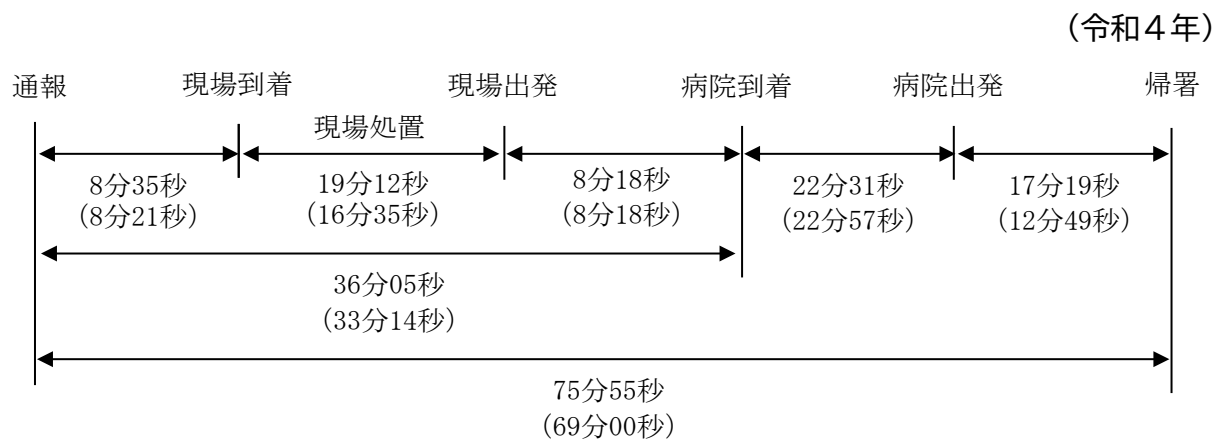 （令和４年）
通報 現場到着 現場出発 病院到着 病院出発 帰署
現場処置
8分35秒 19分12秒 8分18秒 22分31秒 17分19秒
(8分21秒) (16分35秒) (8分18秒) (22分57秒) (12分49秒)
36分05秒
(33分14秒)
75分55秒
(69分00秒)